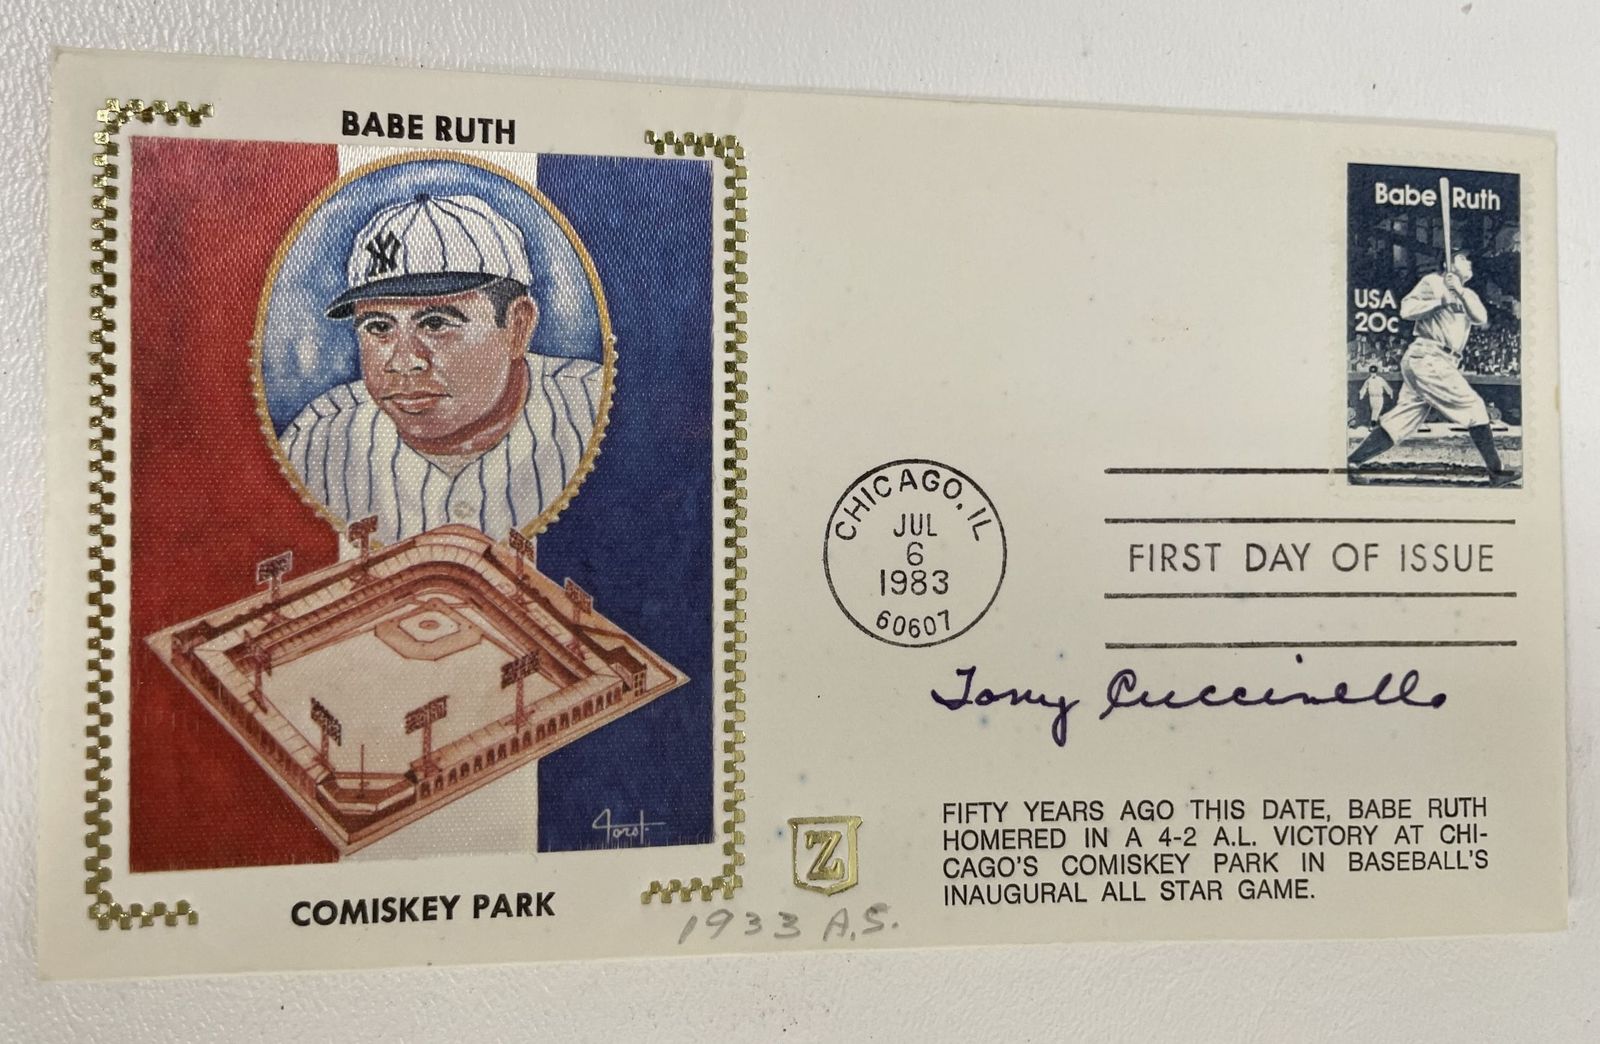 BABE RUTH
NY
COMISKEY PARK
1933 A.S.
Z
Babe Ruth
USA
20c
CHICAGO, IL
JUL
6
1983
60607
FIRST DAY OF ISSUE
Tony Cuccinello
FIFTY YEARS AGO THIS DATE, BABE RUTH
HOMERED IN A 4-2 A.L. VICTORY AT CHI-
CAGO'S COMISKEY PARK IN BASEBALL'S
INAUGURAL ALL STAR GAME.